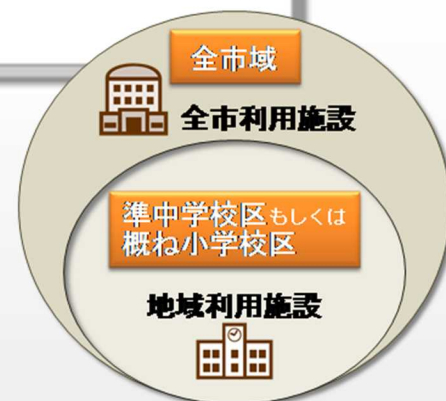 全市域
全市利用施設
準中学校区もしくは
概ね小学校区
地域利用施設